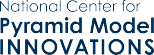 National Center for
Pyramid Model
INNOVATIONS